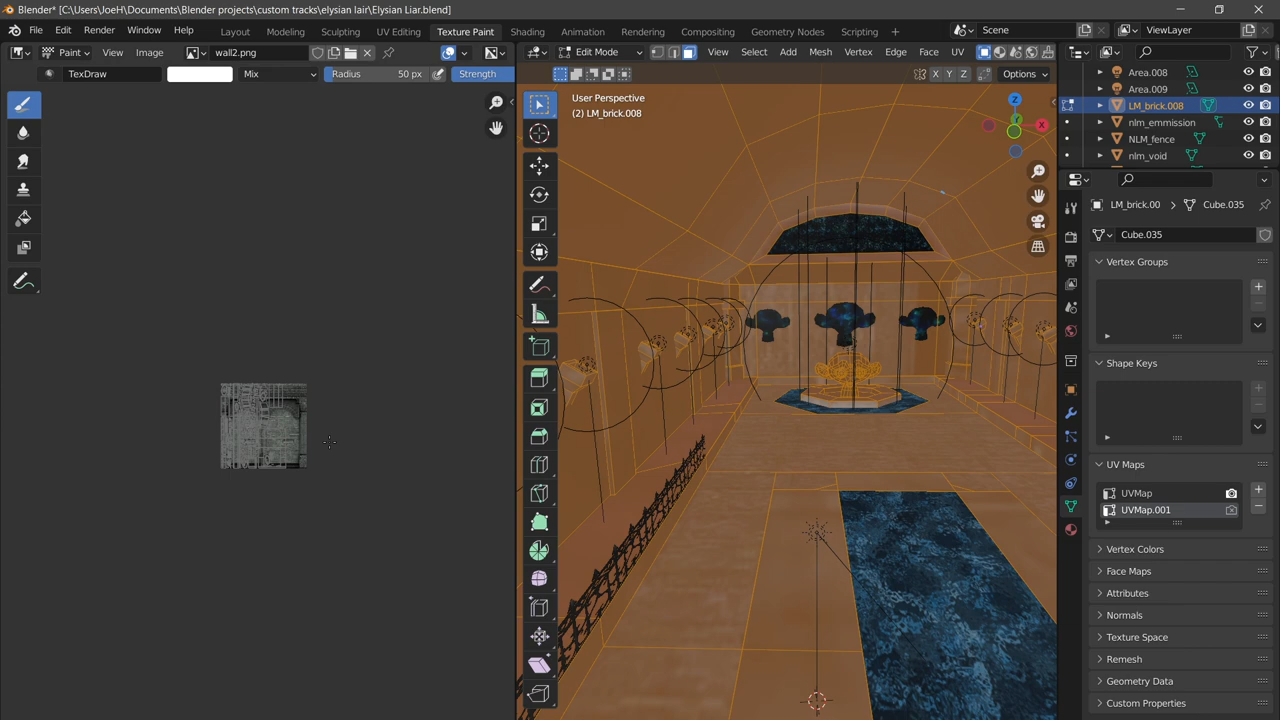 Blender* [C:\Users\JoeH\Documents\Blender projects\custom tracks\elysian lair\Elysian Liar.blend]
File Edit Render Window Help Layout Modeling Sculpting UV Editing Texture Paint Shading Animation Rendering Compositing Geometry Nodes Scripting + Scene ViewLayer
Paint View Image wall2.png Edit Mode View Select Add Mesh Vertex Edge Face UV
TexDraw Mix Radius 50 px Strength X Y Z Options
Area.008
Area.009
LM_brick.008
nlm_emmission
NLM_fence
nlm_void
User Perspective
(2) LM_brick.008
Z
X
Y
LM_brick.00 > Cube.035
Cube.035
Vertex Groups
Shape Keys
UV Maps
UVMap
UVMap.001
Vertex Colors
Face Maps
Attributes
Normals
Texture Space
Remesh
Geometry Data
Custom Properties